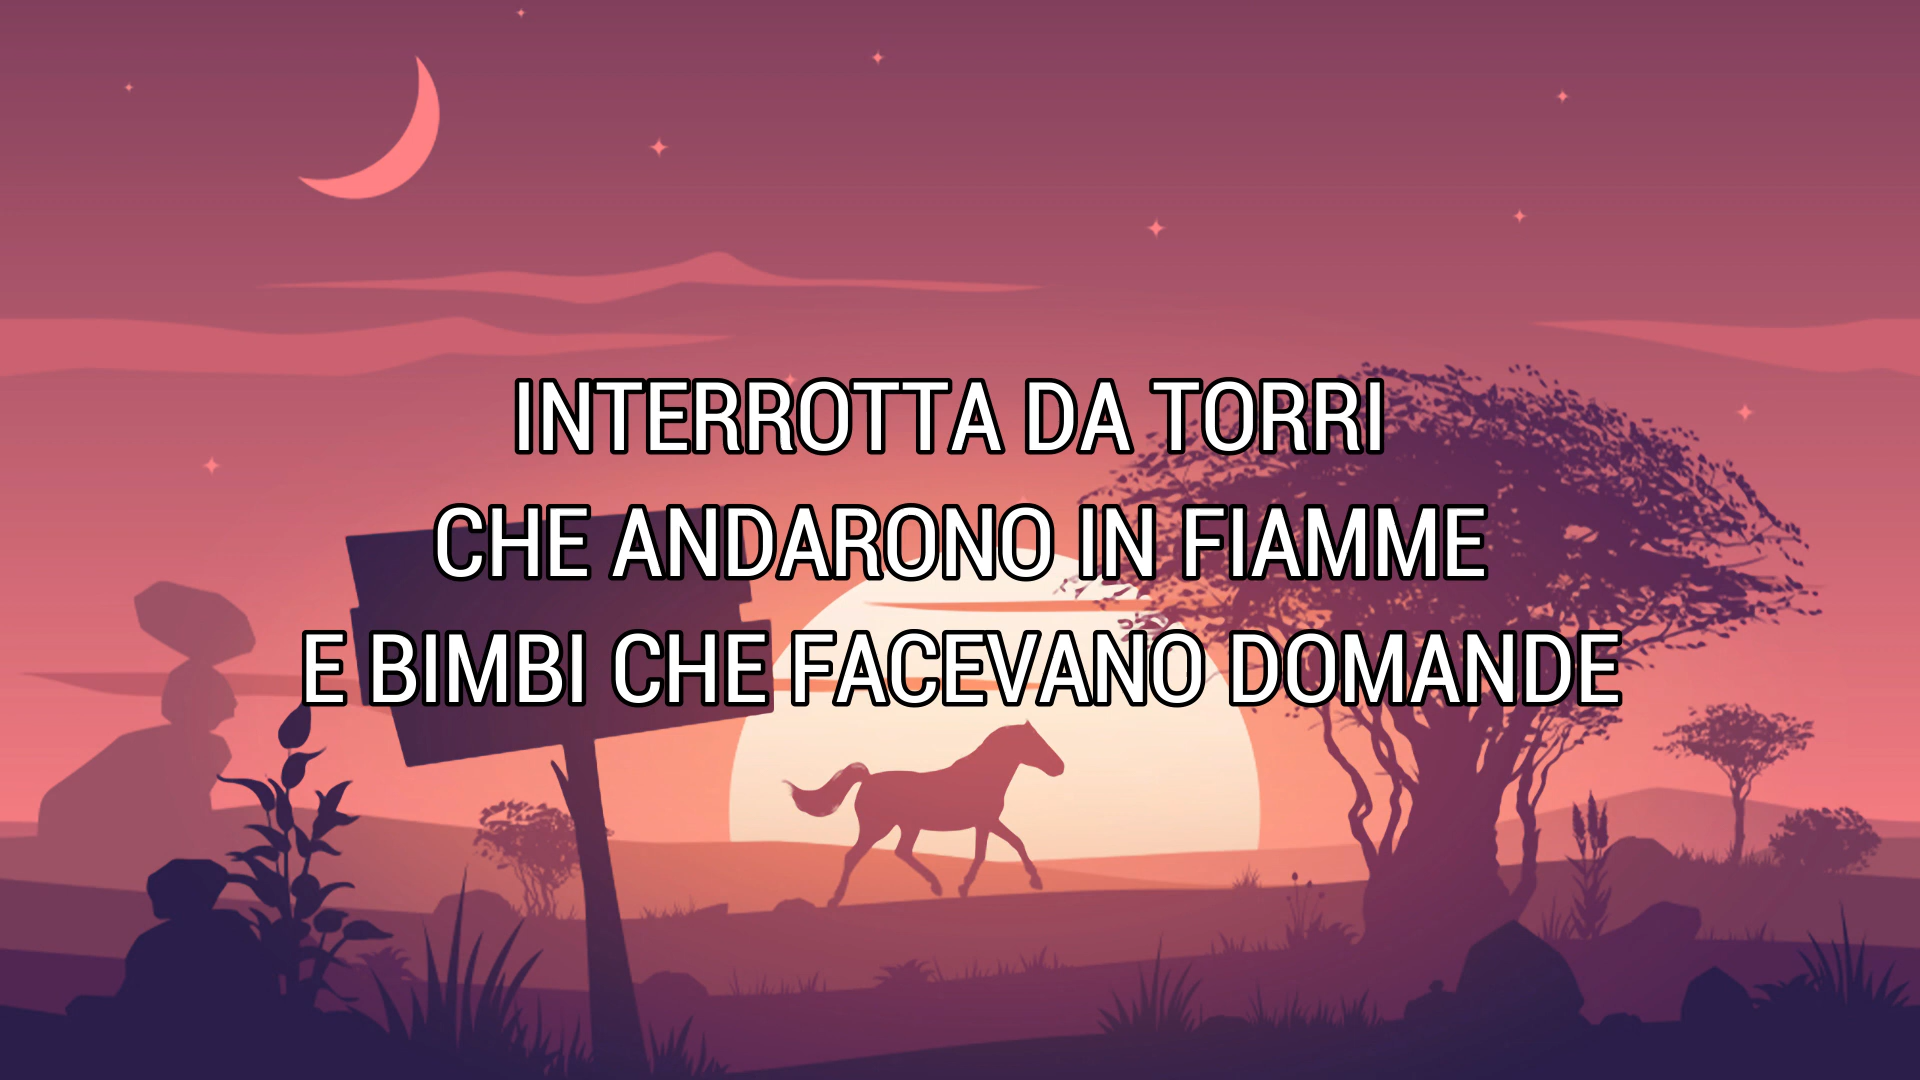 INTERROTTA DA TORRI
CHE ANDARONO IN FIAMME
E BIMBI CHE FACEVANO DOMANDE